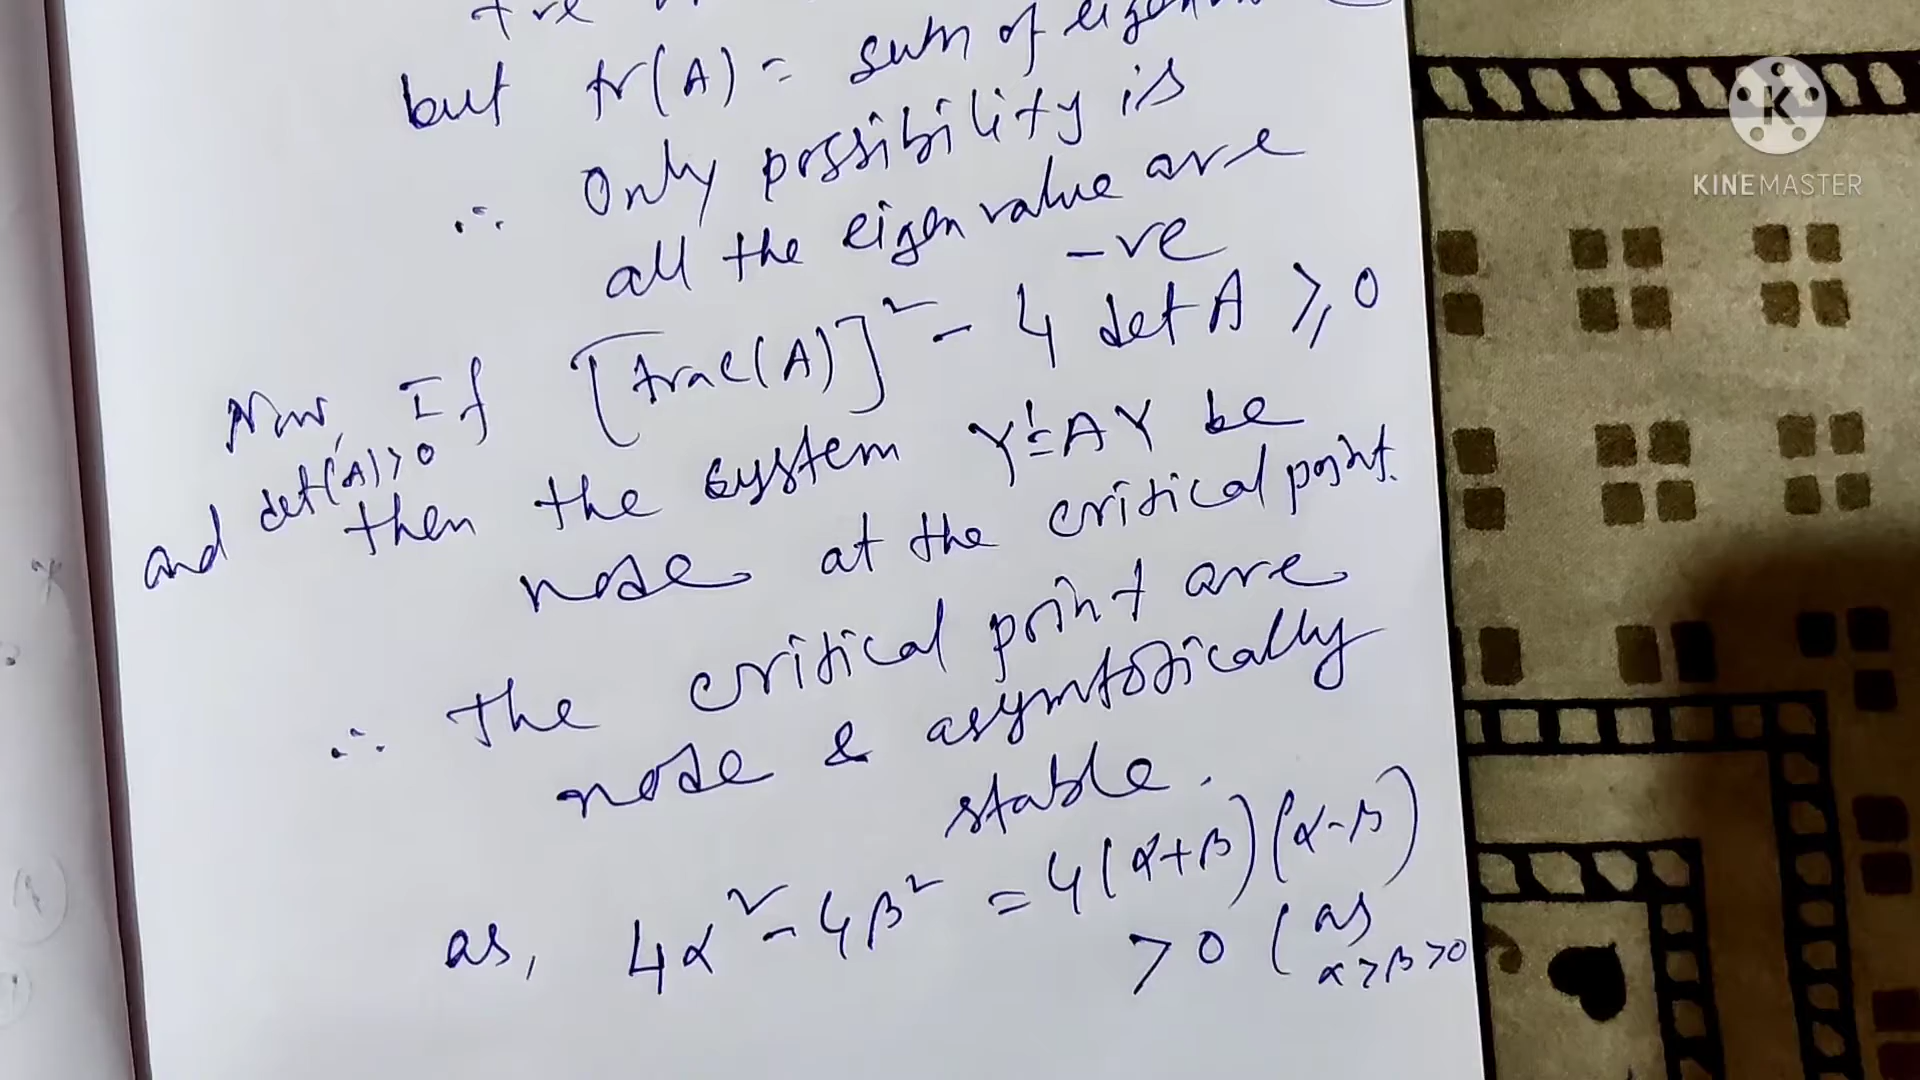 but tr(A) = sum of
∴ Only possibility is
all the eigen value are
-ve
Now, If [trac(A)]² - 4 det A ≥ 0
and det(A)>0
then the system Y'=AY be
node at the critical point.
∴ the critical point are
node & asymtotically
stable.
as, 4α² - 4β² = 4(α+β)(α-β)
>0 (as
α>β>0
K
KINEMASTER